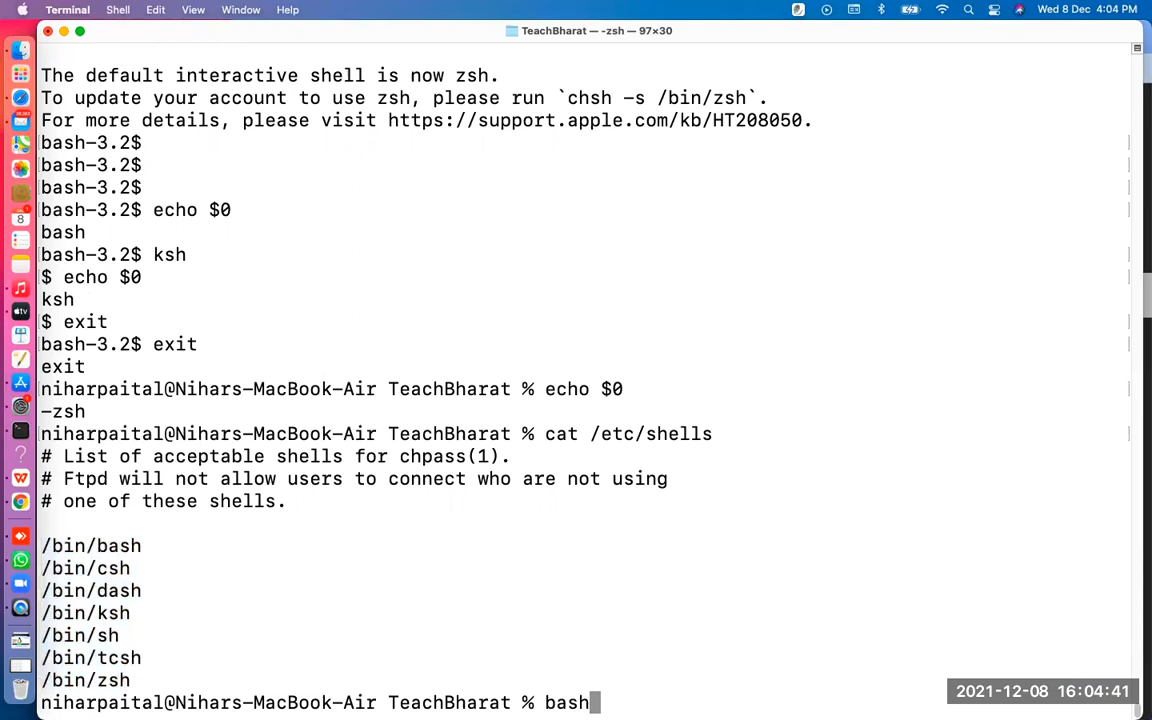 Terminal Shell Edit View Window Help Wed 8 Dec 4:04 PM
TeachBharat — -zsh — 97×30
The default interactive shell is now zsh.
To update your account to use zsh, please run `chsh -s /bin/zsh`.
For more details, please visit https://support.apple.com/kb/HT208050.
bash-3.2$
bash-3.2$
bash-3.2$
bash-3.2$ echo $0
bash
bash-3.2$ ksh
$ echo $0
ksh
$ exit
bash-3.2$ exit
exit
niharpaital@Nihars-MacBook-Air TeachBharat % echo $0
-zsh
niharpaital@Nihars-MacBook-Air TeachBharat % cat /etc/shells
# List of acceptable shells for chpass(1).
# Ftpd will not allow users to connect who are not using
# one of these shells.
/bin/bash
/bin/csh
/bin/dash
/bin/ksh
/bin/sh
/bin/tcsh
/bin/zsh
niharpaital@Nihars-MacBook-Air TeachBharat % bash
2021-12-08 16:04:41